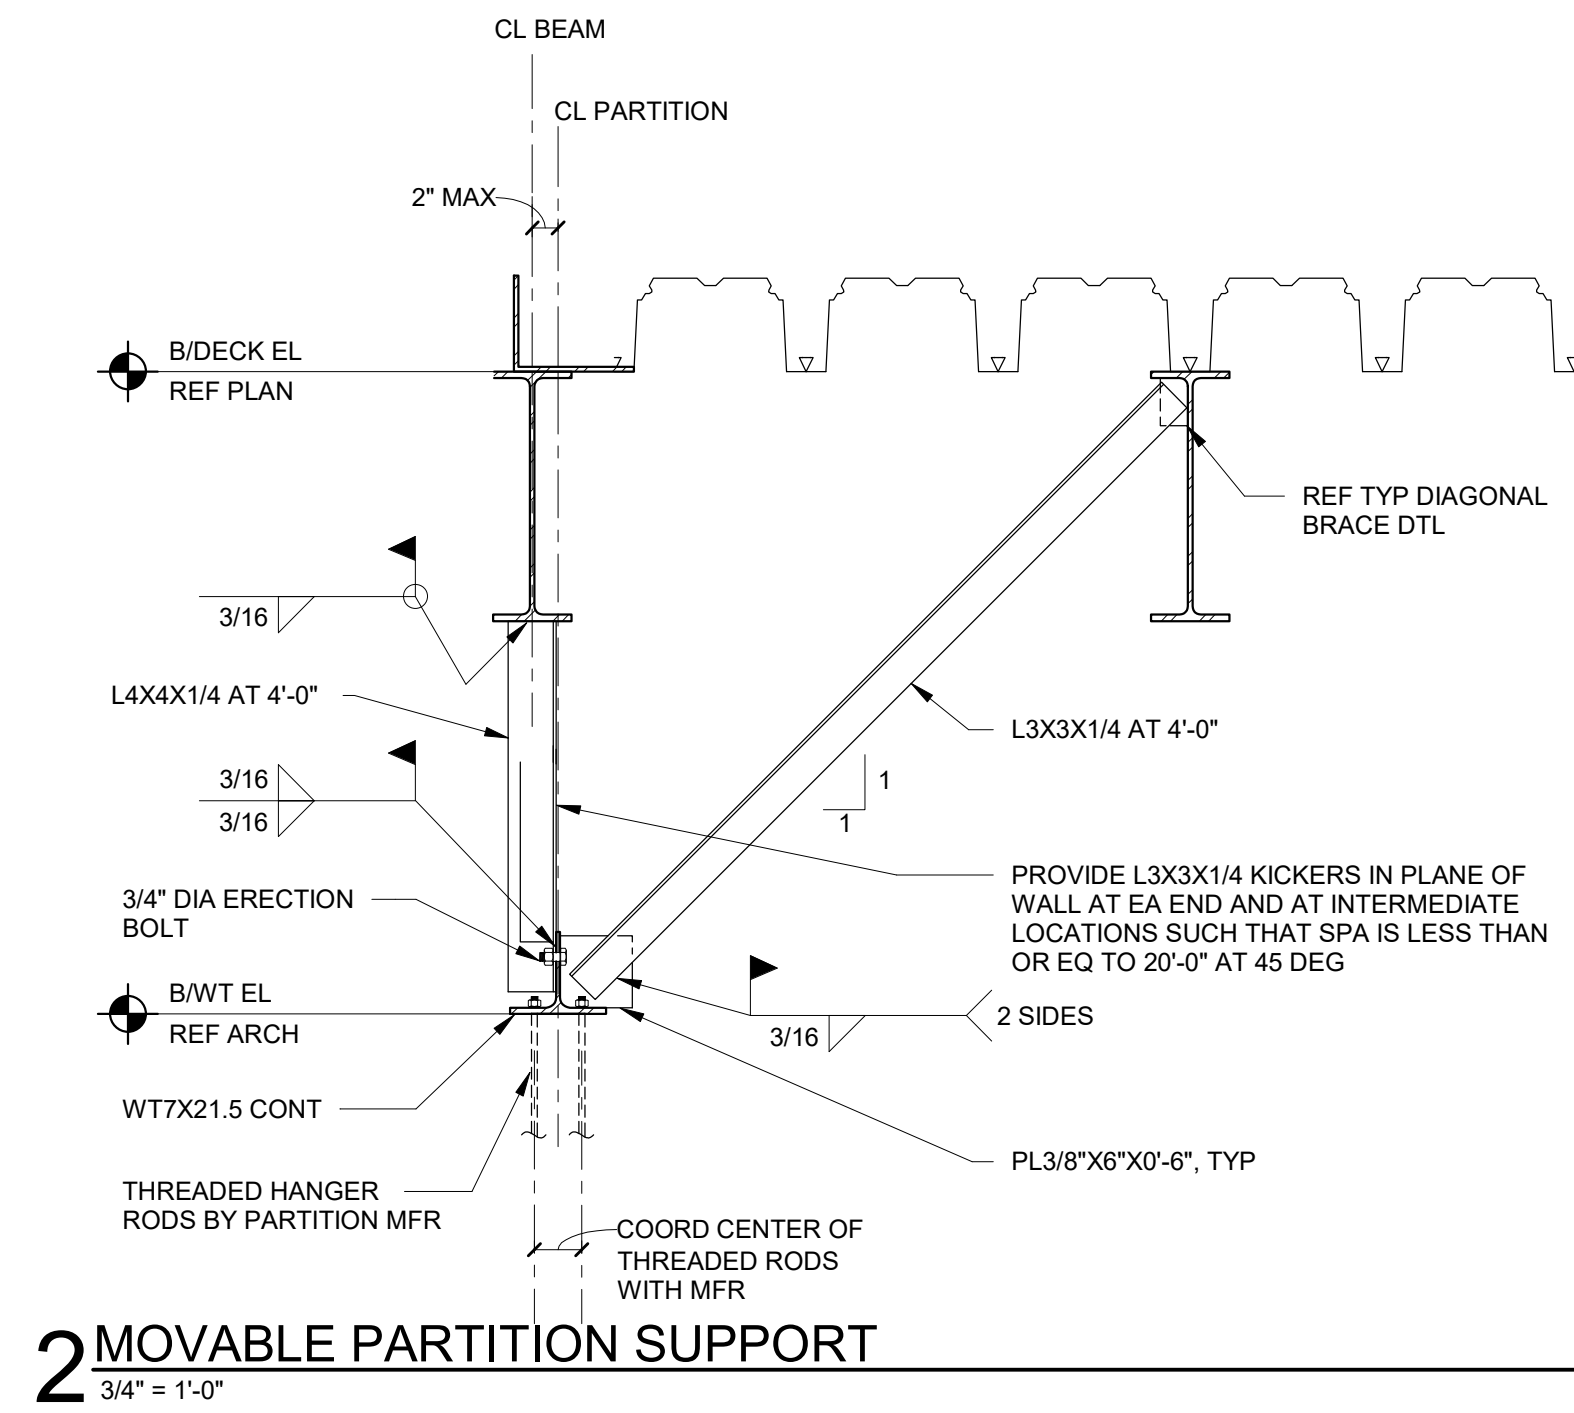 CL BEAM
CL PARTITION
2" MAX
B/DECK EL
REF PLAN
REF TYP DIAGONAL
BRACE DTL
3/16
L4X4X1/4 AT 4'-0"
L3X3X1/4 AT 4'-0"
3/16
3/16
1
1
3/4" DIA ERECTION
BOLT
PROVIDE L3X3X1/4 KICKERS IN PLANE OF
WALL AT EA END AND AT INTERMEDIATE
LOCATIONS SUCH THAT SPA IS LESS THAN
OR EQ TO 20'-0" AT 45 DEG
B/WT EL
REF ARCH
3/16
2 SIDES
WT7X21.5 CONT
PL3/8"X6"X0'-6", TYP
THREADED HANGER
RODS BY PARTITION MFR
COORD CENTER OF
THREADED RODS
WITH MFR
2 MOVABLE PARTITION SUPPORT
3/4" = 1'-0"